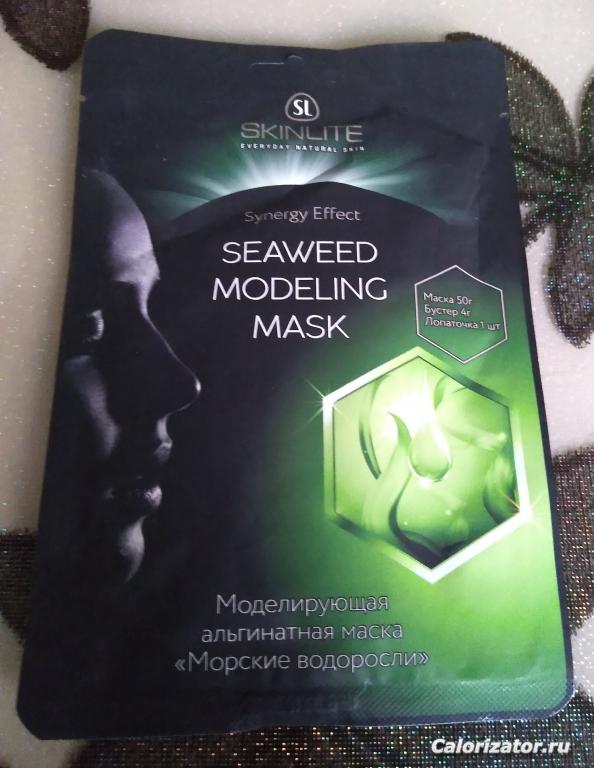 SL
SKINLITE
EVERYDAY NATURAL SKIN
Synergy Effect
SEAWEED
MODELING
MASK
Маска 50г
Бустер 4г
Лопаточка 1 шт
Моделирующая
альгинатная маска
«Морские водоросли»
Calorizator.ru